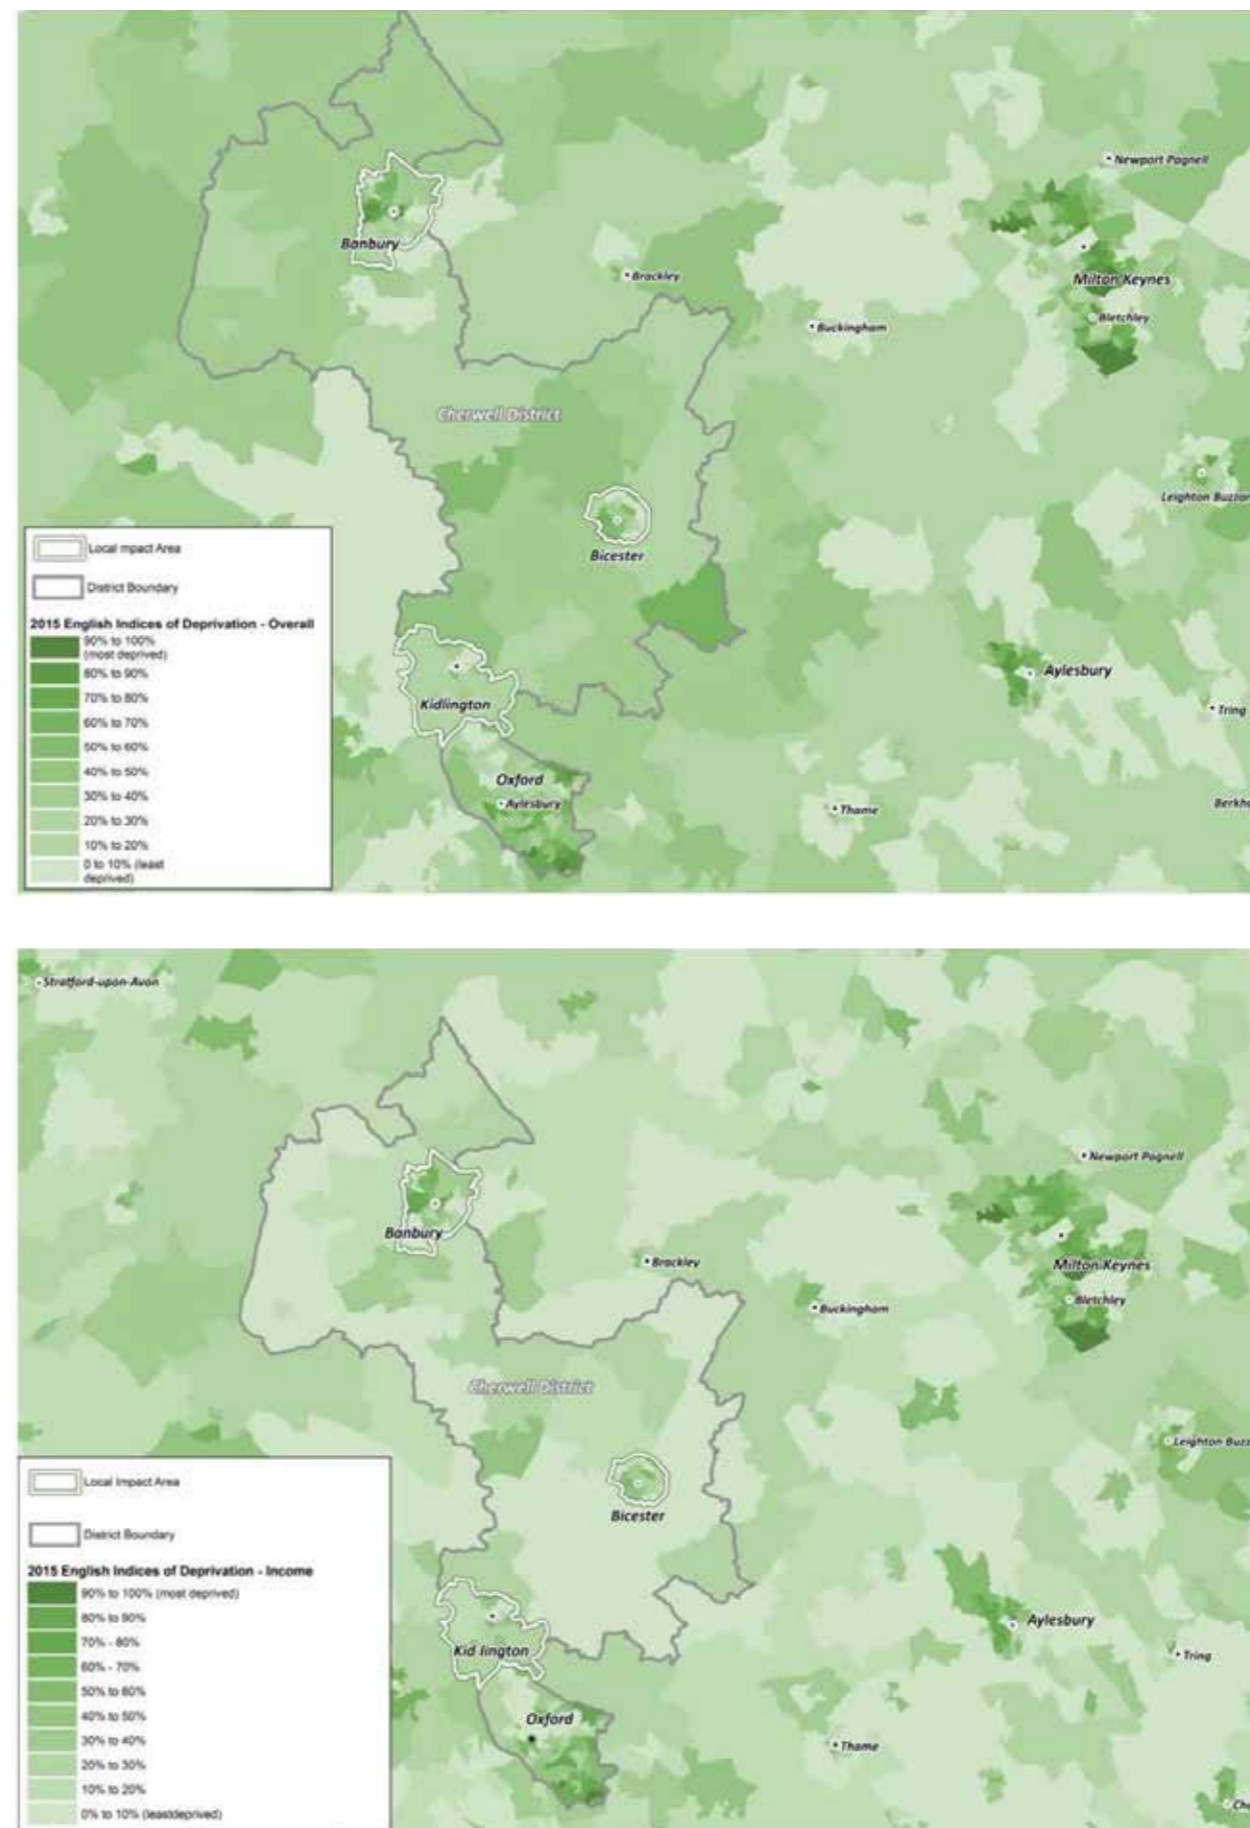 Newport Pagnell
Banbury
Brackley
Milton Keynes
Bletchley
Buckingham
Cherwell District
Leighton Buzzar
Bicester
Local mpact Area
District Boundary
2015 English Indices of Deprivation - Overall
90% to 100%
(most deprived)
80% to 90%
70% to 80%
60% to 70%
50% to 60%
40% to 50%
30% to 40%
20% to 30%
10% to 20%
0 to 10% (least
deprived)
Kidlington
Aylesbury
Tring
Oxford
Aylesbury
Thame
Berkha
Stratford-upon-Avon
Newport Pagnell
Banbury
Brackley
Milton Keynes
Bletchley
Buckingham
Cherwell District
Leighton Buzz
Bicester
Local Impact Area
District Boundary
2015 English Indices of Deprivation - Income
90% to 100% (most deprived)
80% to 90%
70% - 80%
60% - 70%
50% to 60%
40% to 50%
30% to 40%
20% to 30%
10% to 20%
0% to 10% (leastdeprived)
Kid lington
Aylesbury
Tring
Oxford
Thame
Che